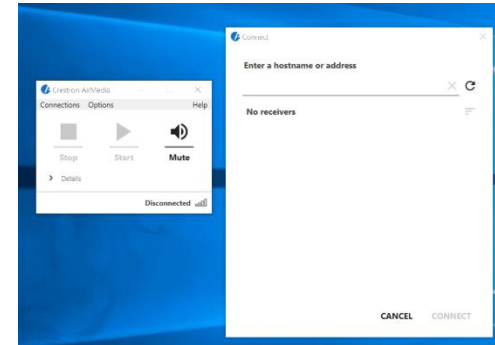 Crestron AirMedia
Connections Options Help
Stop Start Mute
Details
Disconnected
Connect
Enter a hostname or address
No receivers
CANCEL CONNECT